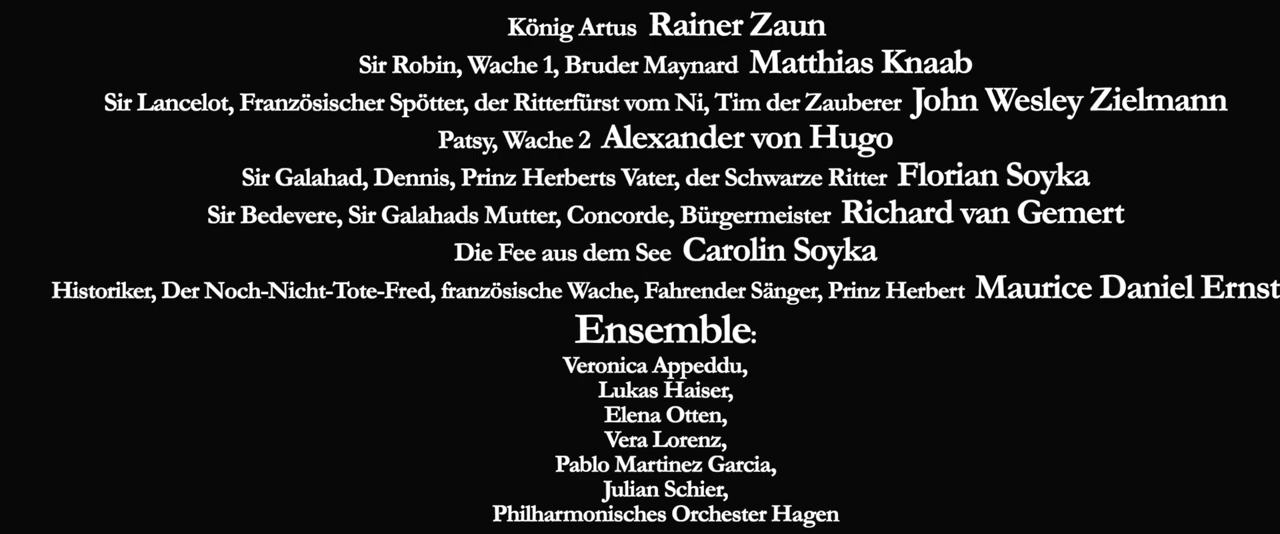 König Artus Rainer Zaun
Sir Robin, Wache 1, Bruder Maynard Matthias Knaab
Sir Lancelot, Französischer Spötter, der Ritterfürst vom Ni, Tim der Zauberer John Wesley Zielmann
Patsy, Wache 2 Alexander von Hugo
Sir Galahad, Dennis, Prinz Herberts Vater, der Schwarze Ritter Florian Soyka
Sir Bedevere, Sir Galahads Mutter, Concorde, Bürgermeister Richard van Gemert
Die Fee aus dem See Carolin Soyka
Historiker, Der Noch-Nicht-Tote-Fred, französische Wache, Fahrender Sänger, Prinz Herbert Maurice Daniel Ernst
Ensemble:
Veronica Appeddu,
Lukas Haiser,
Elena Otten,
Vera Lorenz,
Pablo Martinez Garcia,
Julian Schier,
Philharmonisches Orchester Hagen